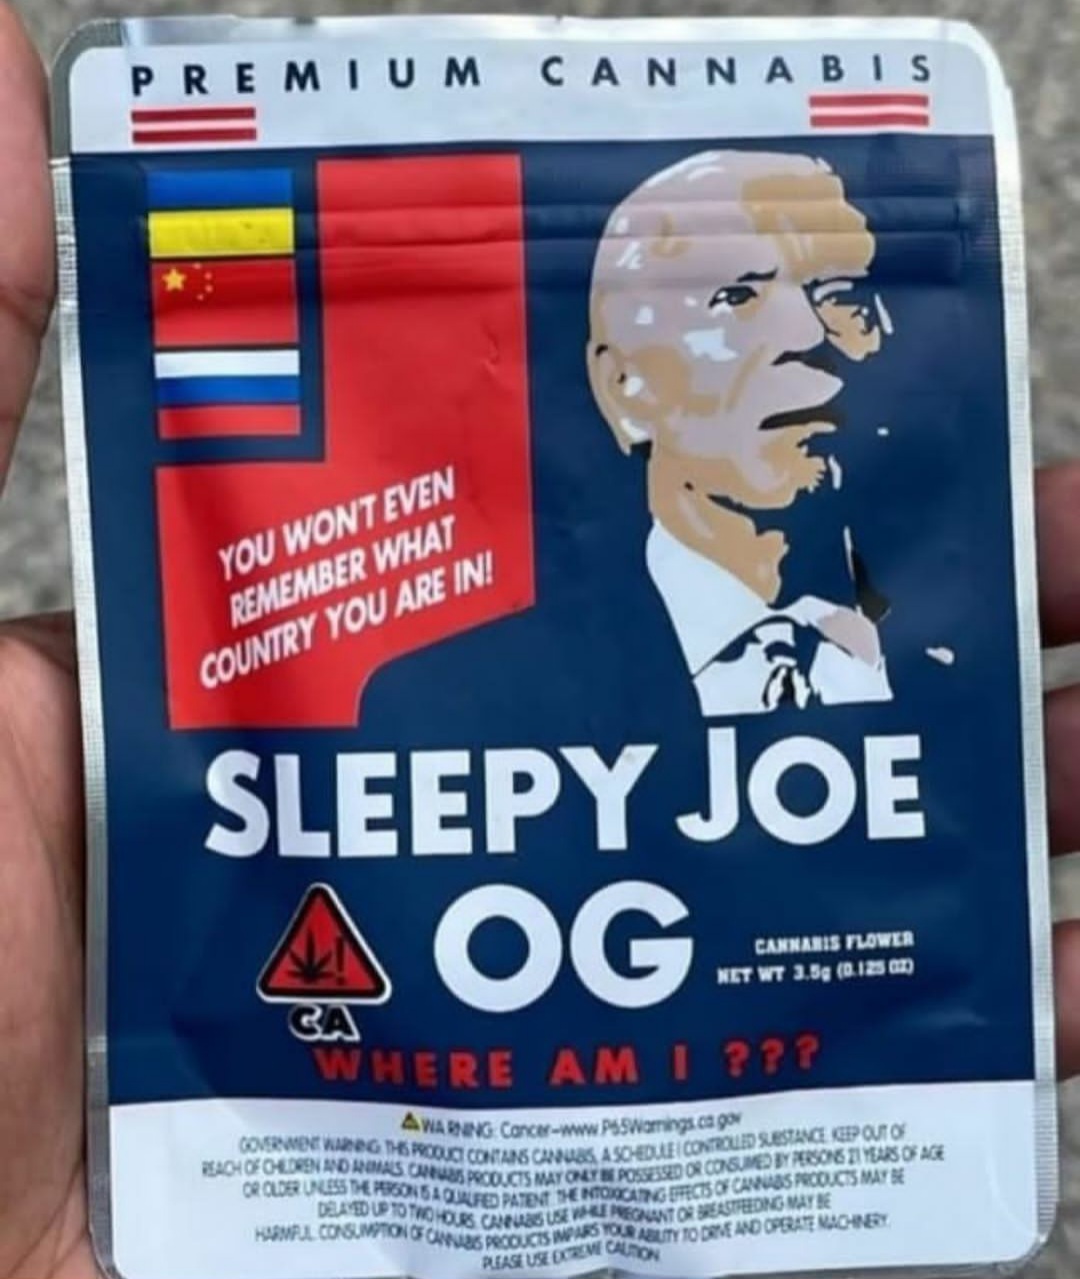 PREMIUM CANNABIS
YOU WON'T EVEN
REMEMBER WHAT
COUNTRY YOU ARE IN!
SLEEPY JOE
OG
CANNABIS FLOWER
NET WT 3.5g (0.125 OZ)
CA
WHERE AM I ???
WARNING: Cancer-www.P65Warnings.ca.gov
GOVERNMENT WARNING: THIS PRODUCT CONTAINS CANNABIS, A SCHEDULE I CONTROLLED SUBSTANCE. KEEP OUT OF
REACH OF CHILDREN AND ANIMALS. CANNABIS PRODUCTS MAY ONLY BE POSSESSED OR CONSUMED BY PERSONS 21 YEARS OF AGE
OR OLDER UNLESS THE PERSON IS A QUALIFIED PATIENT. THE INTOXICATING EFFECTS OF CANNABIS PRODUCTS MAY BE
DELAYED UP TO TWO HOURS. CANNABIS USE WHILE PREGNANT OR BREASTFEEDING MAY BE
HARMFUL. CONSUMPTION OF CANNABIS PRODUCTS IMPAIRS YOUR ABILITY TO DRIVE AND OPERATE MACHINERY.
PLEASE USE EXTREME CAUTION